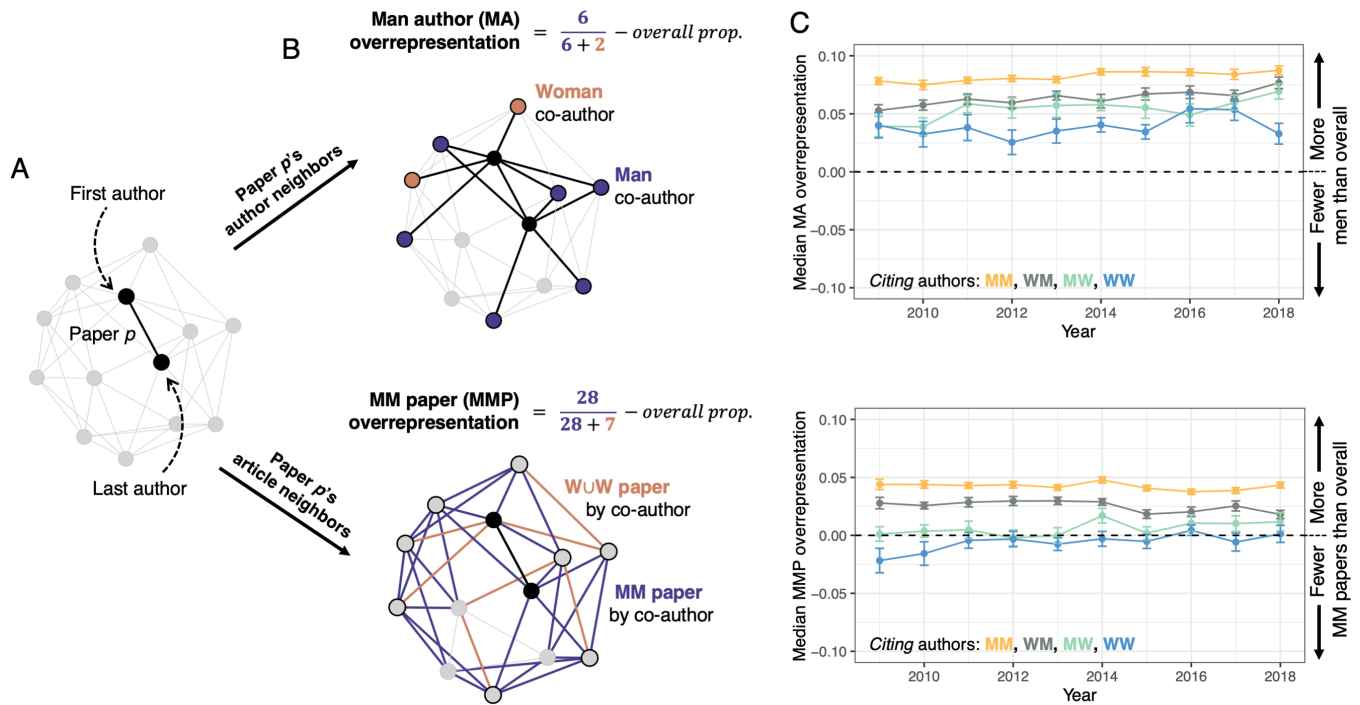 A
First author
Paper p
Last author
Paper p's
author neighbors
Paper p's
article neighbors
B
Man author (MA)
overrepresentation
= 6 / 6 + 2 − overall prop.
Woman
co-author
Man
co-author
MM paper (MMP)
overrepresentation
= 28 / 28 + 7 − overall prop.
W∪W paper
by co-author
MM paper
by co-author
C
Median MA overrepresentation
0.10
0.05
0.00
−0.05
−0.10
Citing authors: MM, WM, MW, WW
2010 2012 2014 2016 2018
Year
Fewer More
men than overall
Median MMP overrepresentation
0.10
0.05
0.00
−0.05
−0.10
Citing authors: MM, WM, MW, WW
2010 2012 2014 2016 2018
Year
Fewer More
MM papers than overall